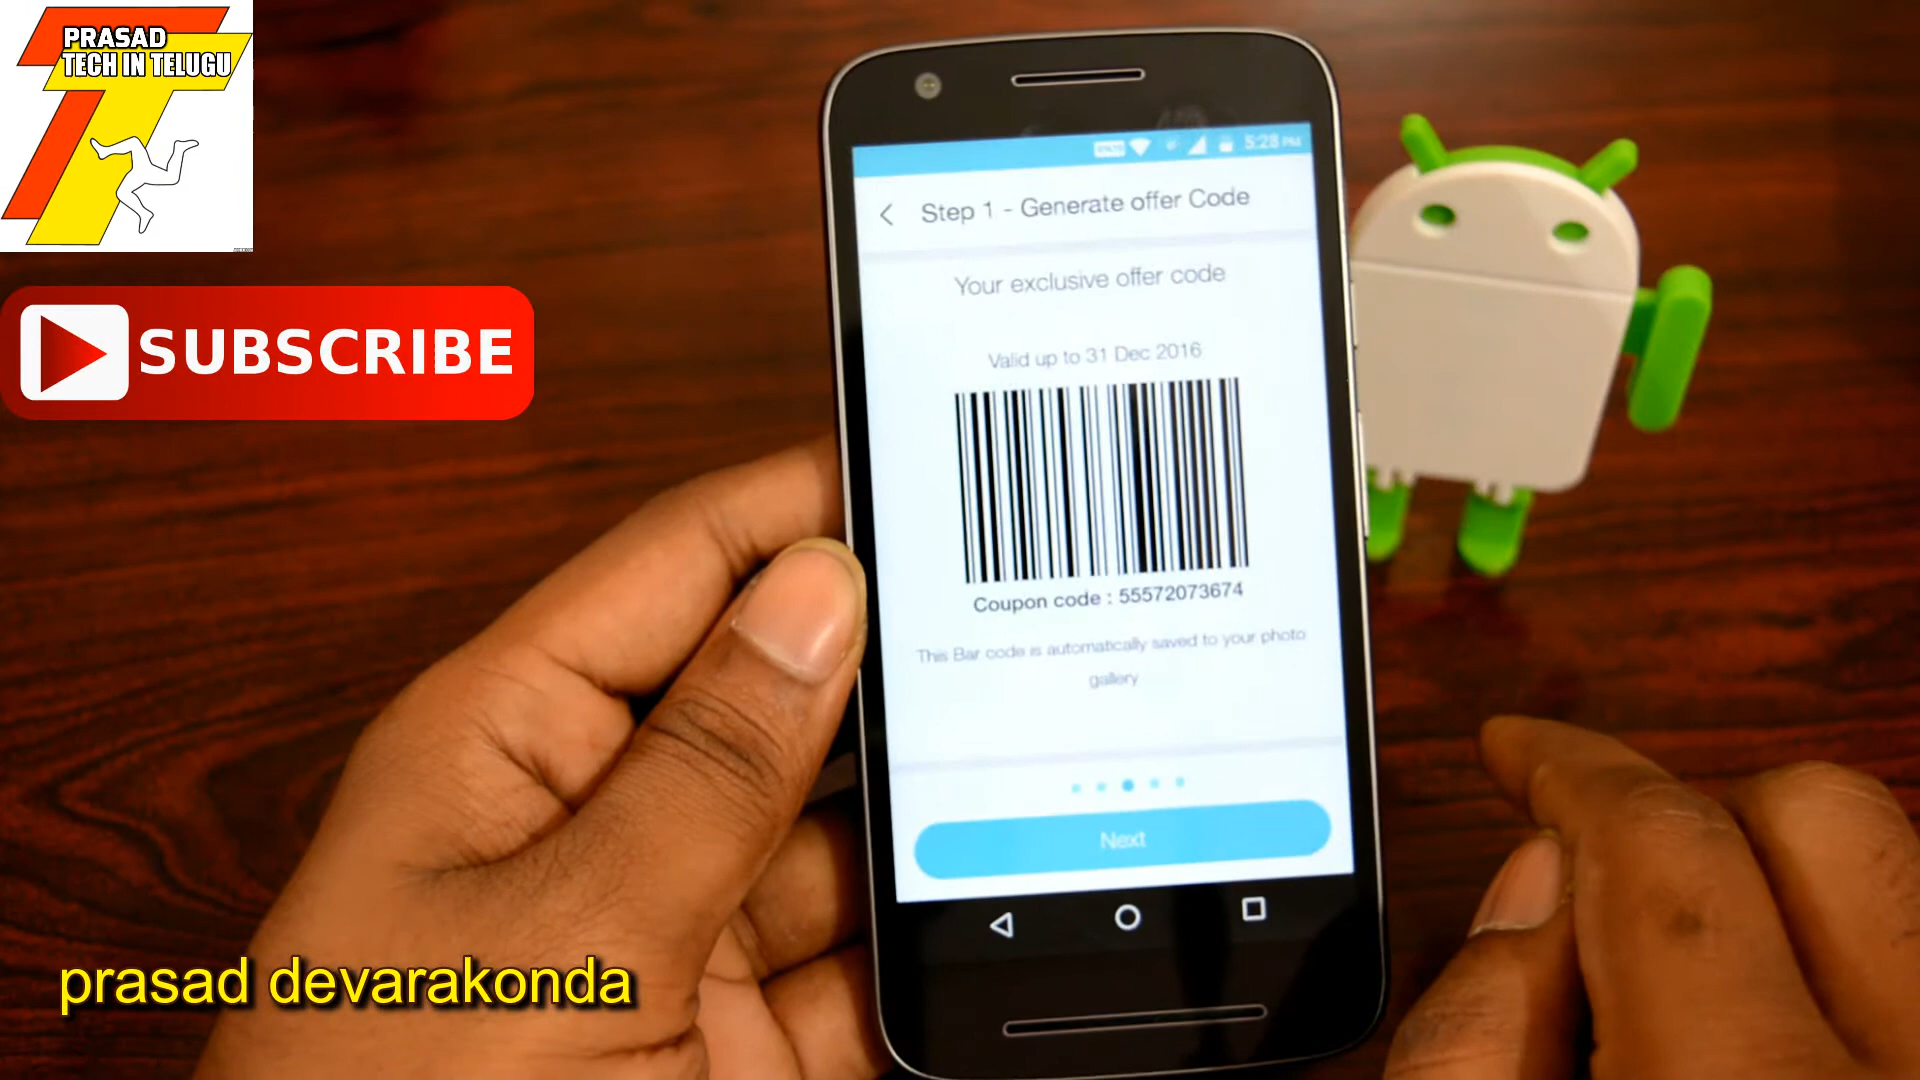 PRASAD
TECH IN TELUGU
SUBSCRIBE
5:28 PM
Step 1 - Generate offer Code
Your exclusive offer code
Valid up to 31 Dec 2016
Coupon code : 55572073674
This Bar code is automatically saved to your photo
gallery
Next
prasad devarakonda